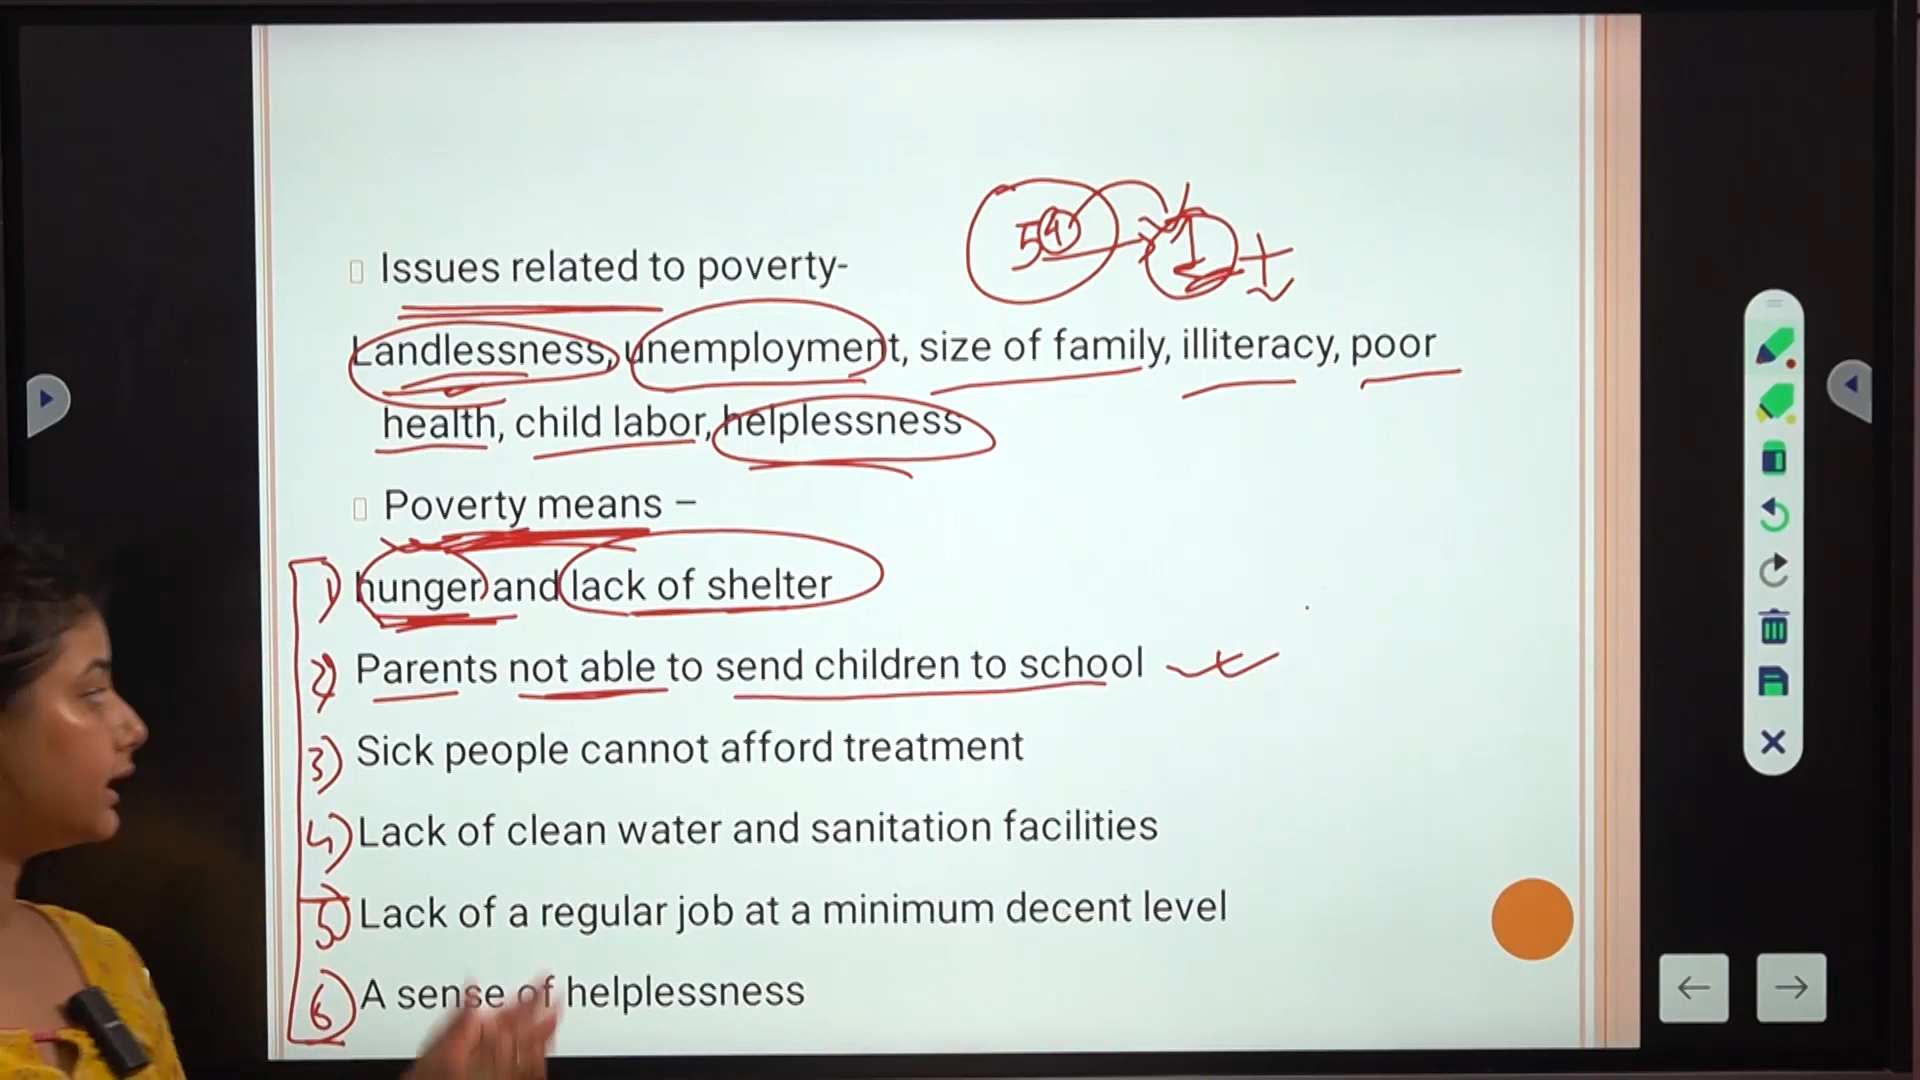 5 4 1 +
Issues related to poverty-
Landlessness, unemployment, size of family, illiteracy, poor
health, child labor, helplessness
Poverty means –
1) hunger and lack of shelter
2) Parents not able to send children to school
3) Sick people cannot afford treatment
4) Lack of clean water and sanitation facilities
5) Lack of a regular job at a minimum decent level
6) A sense of helplessness